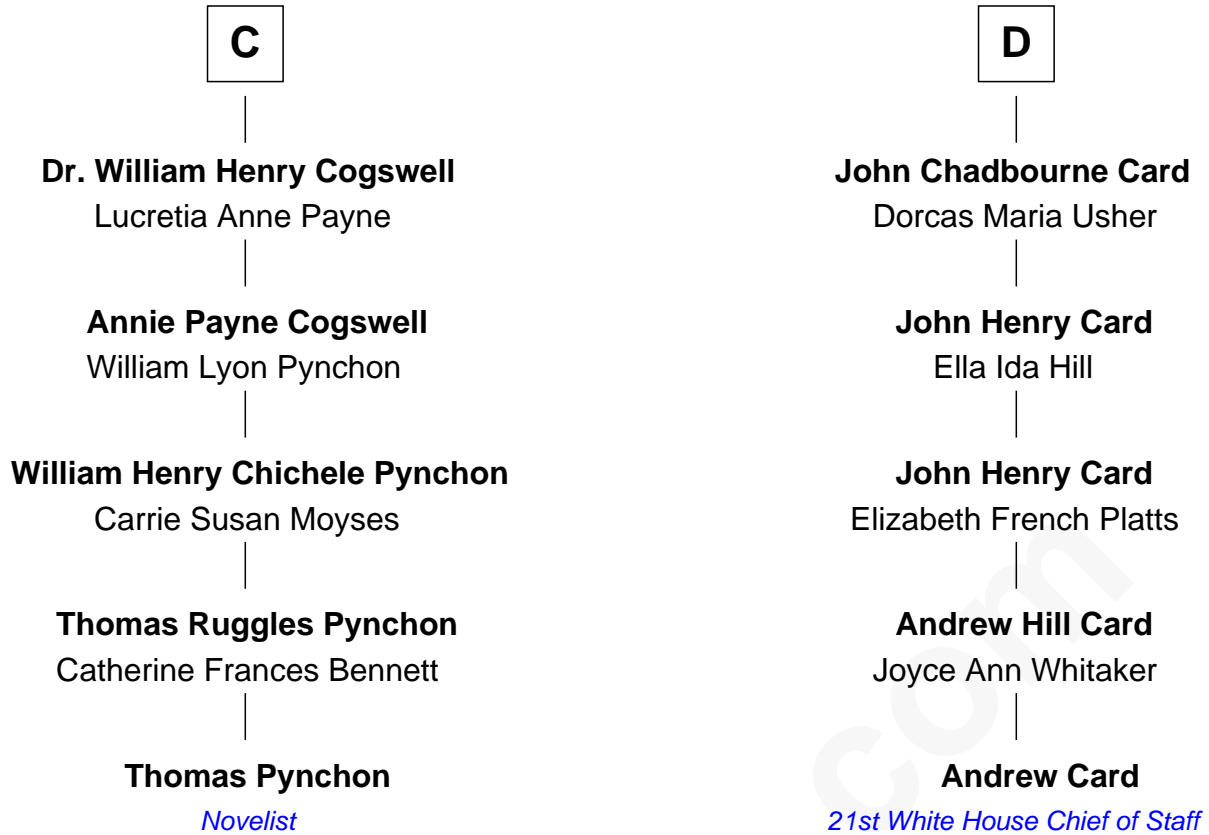 C
Dr. William Henry Cogswell
Lucretia Anne Payne
Annie Payne Cogswell
William Lyon Pynchon
William Henry Chichele Pynchon
Carrie Susan Moyses
Thomas Ruggles Pynchon
Catherine Frances Bennett
Thomas Pynchon
Novelist
D
John Chadbourne Card
Dorcas Maria Usher
John Henry Card
Ella Ida Hill
John Henry Card
Elizabeth French Platts
Andrew Hill Card
Joyce Ann Whitaker
Andrew Card
21st White House Chief of Staff
com